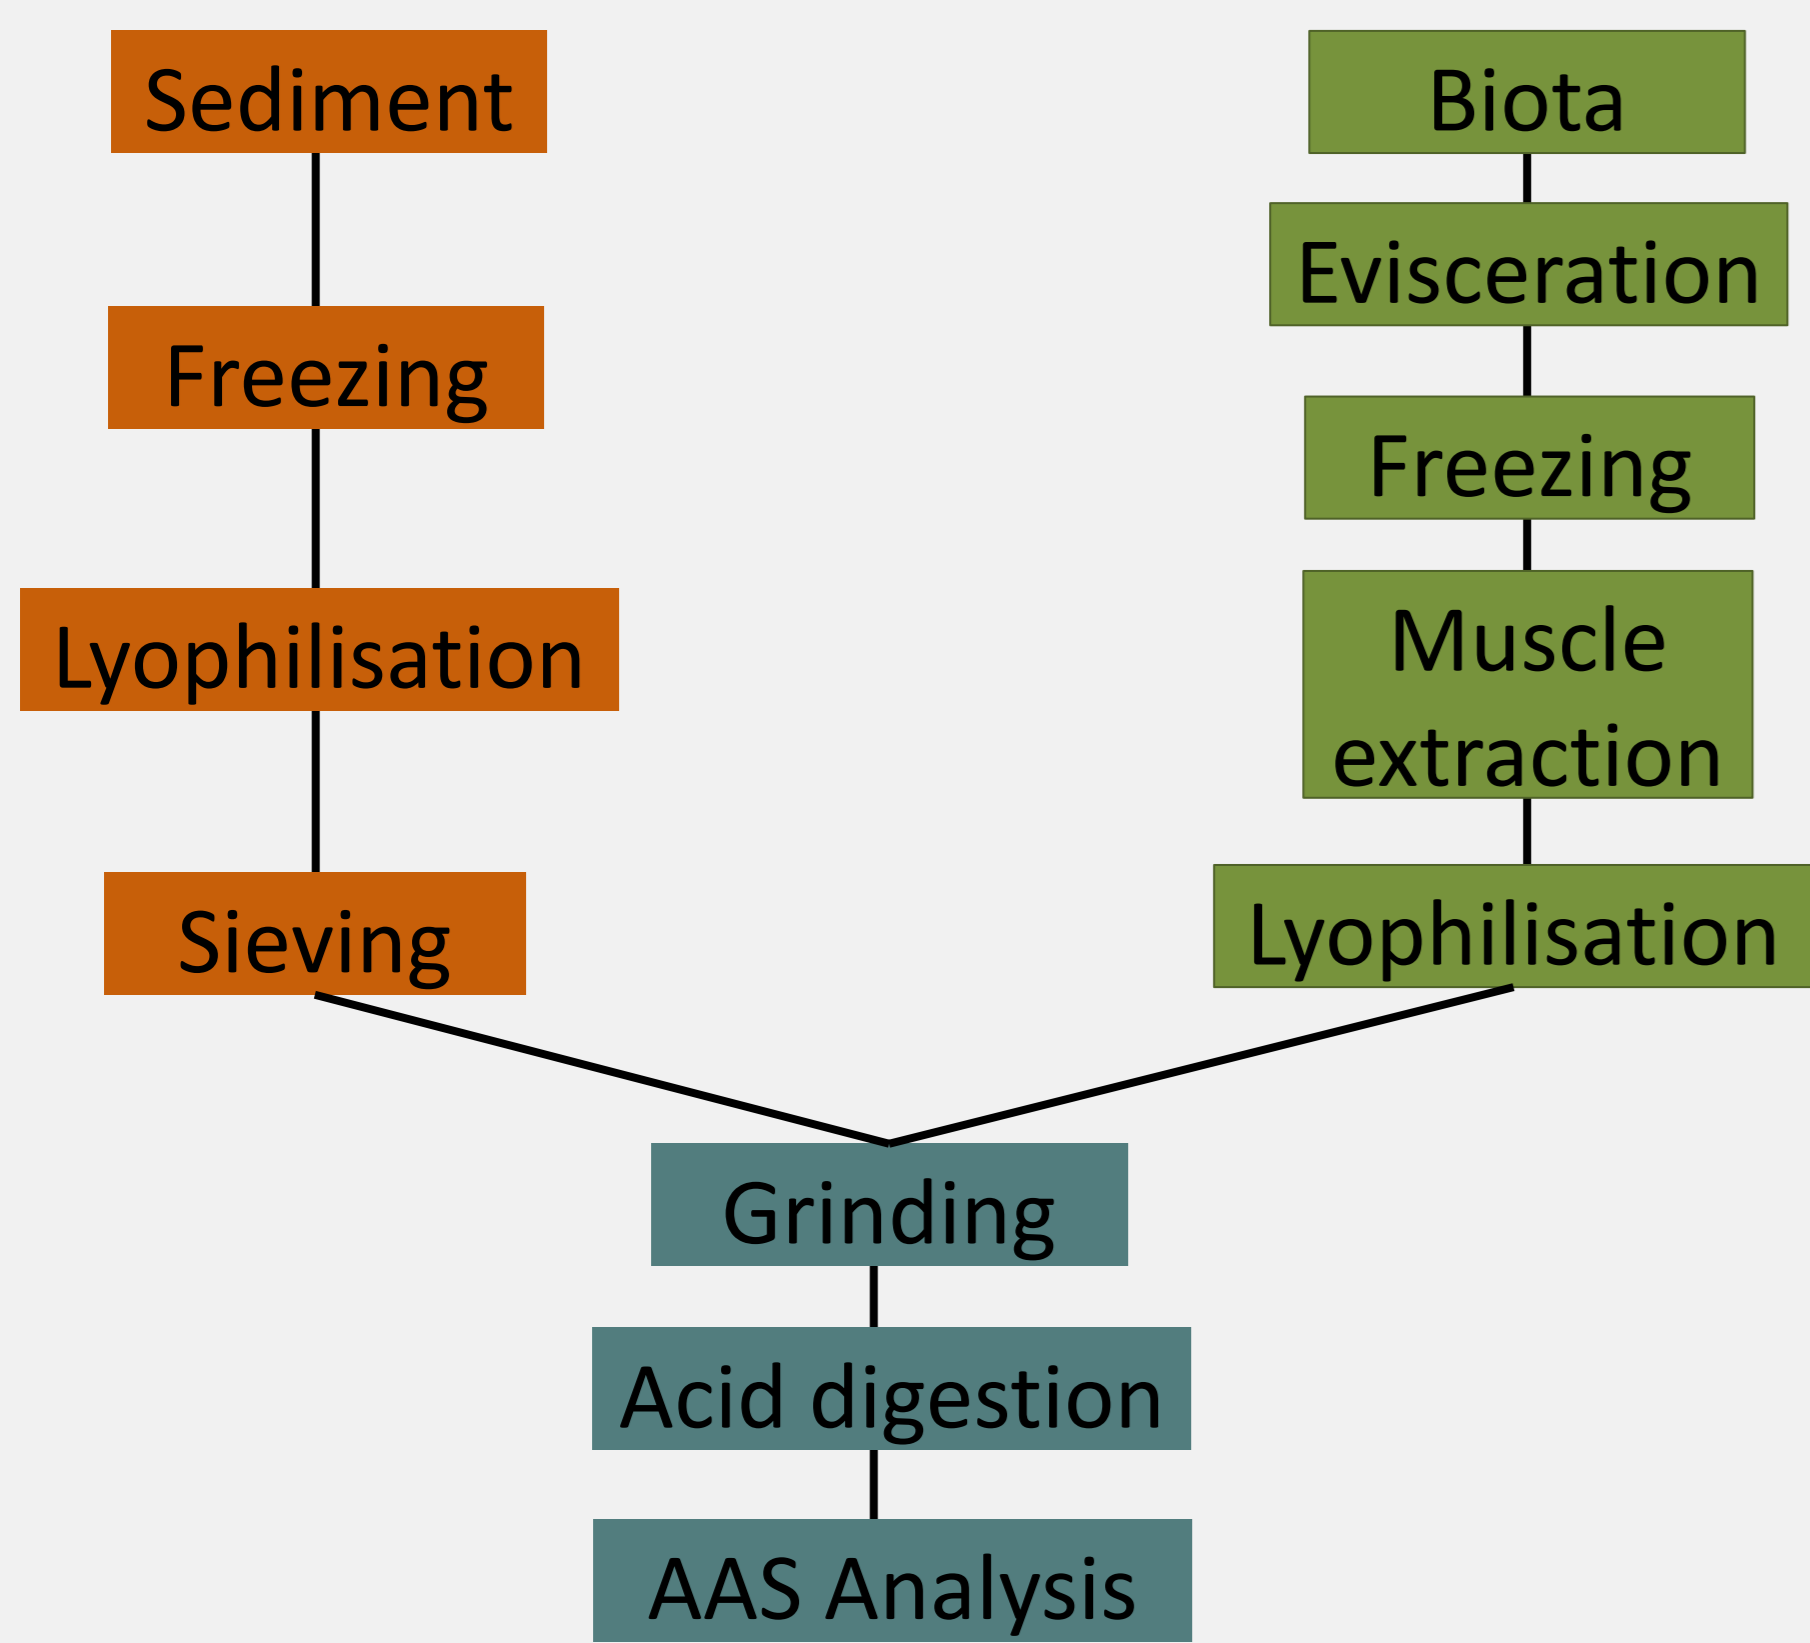 Sediment
Freezing
Lyophilisation
Sieving
Biota
Evisceration
Freezing
Muscle
extraction
Lyophilisation
Grinding
Acid digestion
AAS Analysis